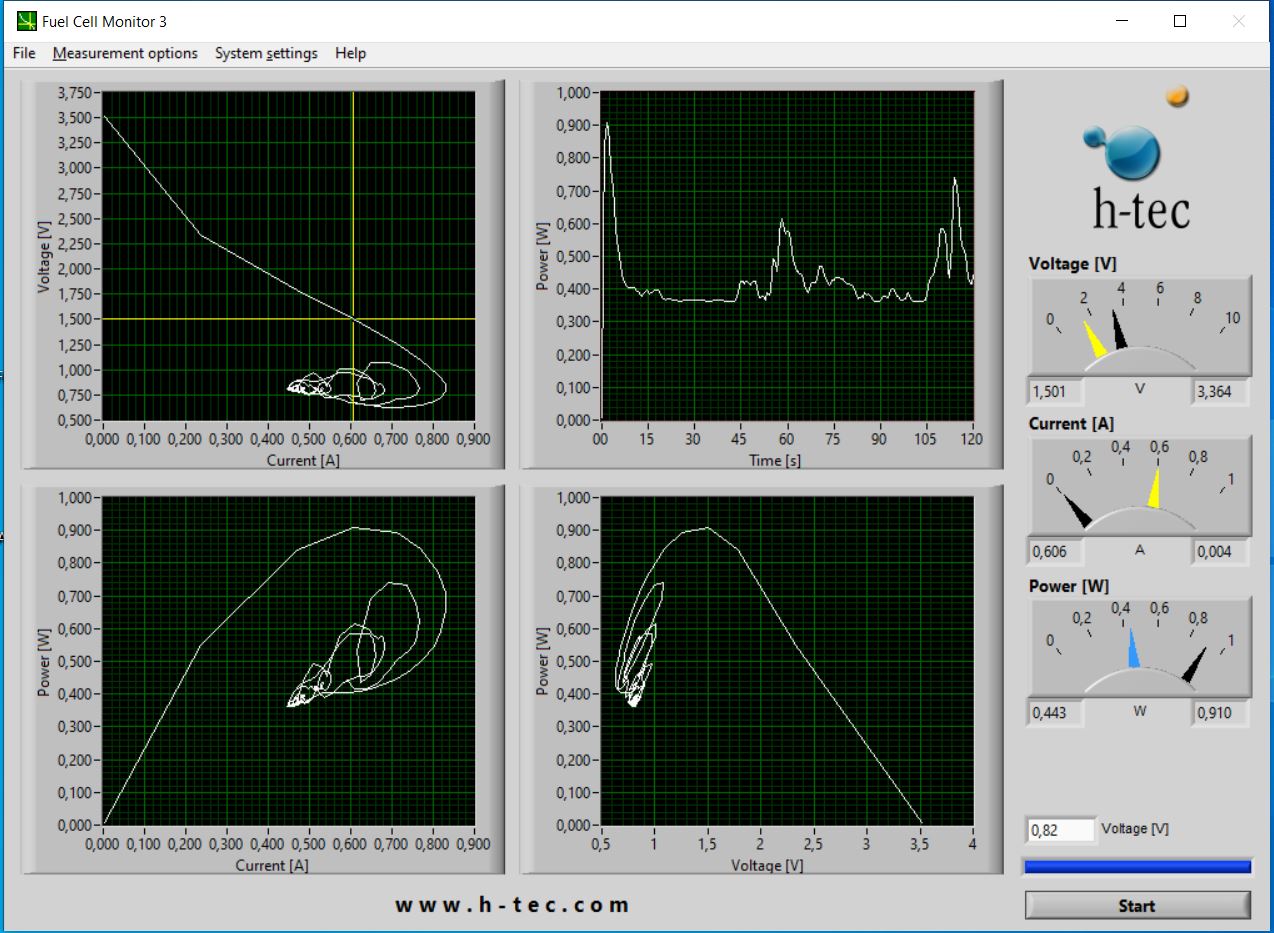 Fuel Cell Monitor 3
File Measurement options System settings Help
3,750
3,500
3,250
3,000
2,750
2,500
2,250
2,000
1,750
1,500
1,250
1,000
0,750
0,500
Voltage [V]
0,000 0,100 0,200 0,300 0,400 0,500 0,600 0,700 0,800 0,900
Current [A]
1,000
0,900
0,800
0,700
0,600
0,500
0,400
0,300
0,200
0,100
0,000
Power [W]
00 15 30 45 60 75 90 105 120
Time [s]
1,000
0,900
0,800
0,700
0,600
0,500
0,400
0,300
0,200
0,100
0,000
Power [W]
0,000 0,100 0,200 0,300 0,400 0,500 0,600 0,700 0,800 0,900
Current [A]
1,000
0,900
0,800
0,700
0,600
0,500
0,400
0,300
0,200
0,100
0,000
Power [W]
0,5 1 1,5 2 2,5 3 3,5 4
Voltage [V]
h-tec
Voltage [V]
0 2 4 6 8 10
1,501 V 3,364
Current [A]
0 0,2 0,4 0,6 0,8 1
0,606 A 0,004
Power [W]
0 0,2 0,4 0,6 0,8 1
0,443 W 0,910
0,82 Voltage [V]
Start
www.h-tec.com